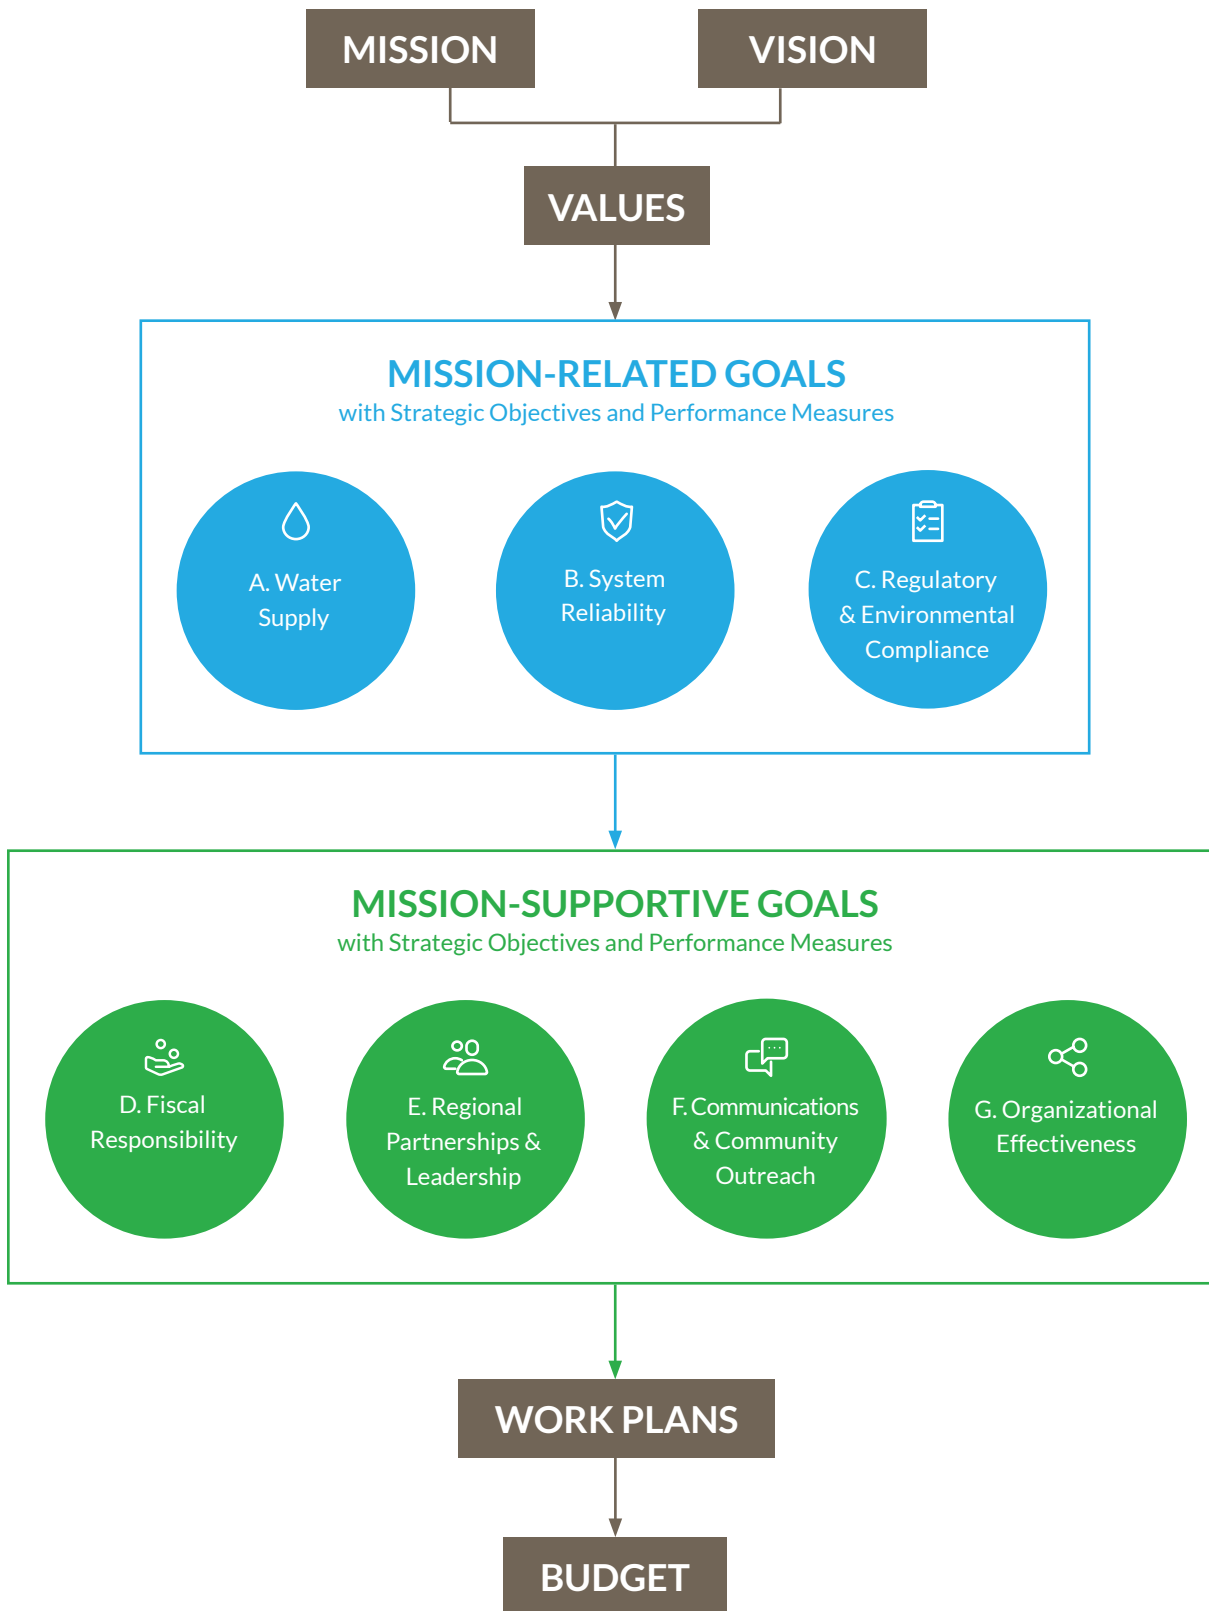 MISSION
VISION
VALUES
MISSION-RELATED GOALS
with Strategic Objectives and Performance Measures
A. Water
Supply
B. System
Reliability
C. Regulatory
& Environmental
Compliance
MISSION-SUPPORTIVE GOALS
with Strategic Objectives and Performance Measures
D. Fiscal
Responsibility
E. Regional
Partnerships &
Leadership
F. Communications
& Community
Outreach
G. Organizational
Effectiveness
WORK PLANS
BUDGET